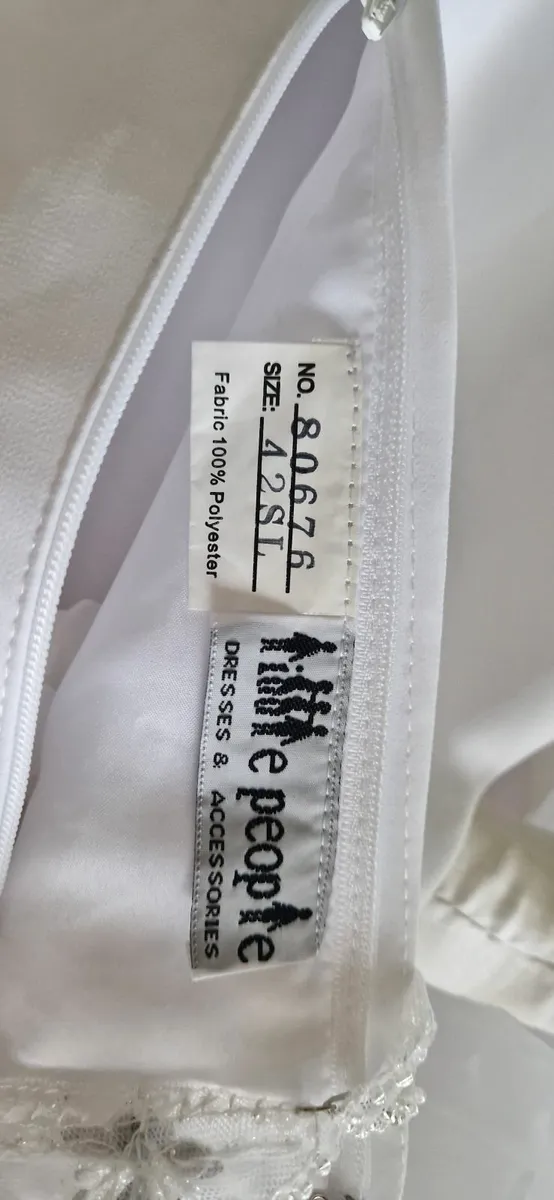 NO. 80676
SIZE: 42SL
Fabric 100% Polyester
little people
DRESSES & ACCESSORIES